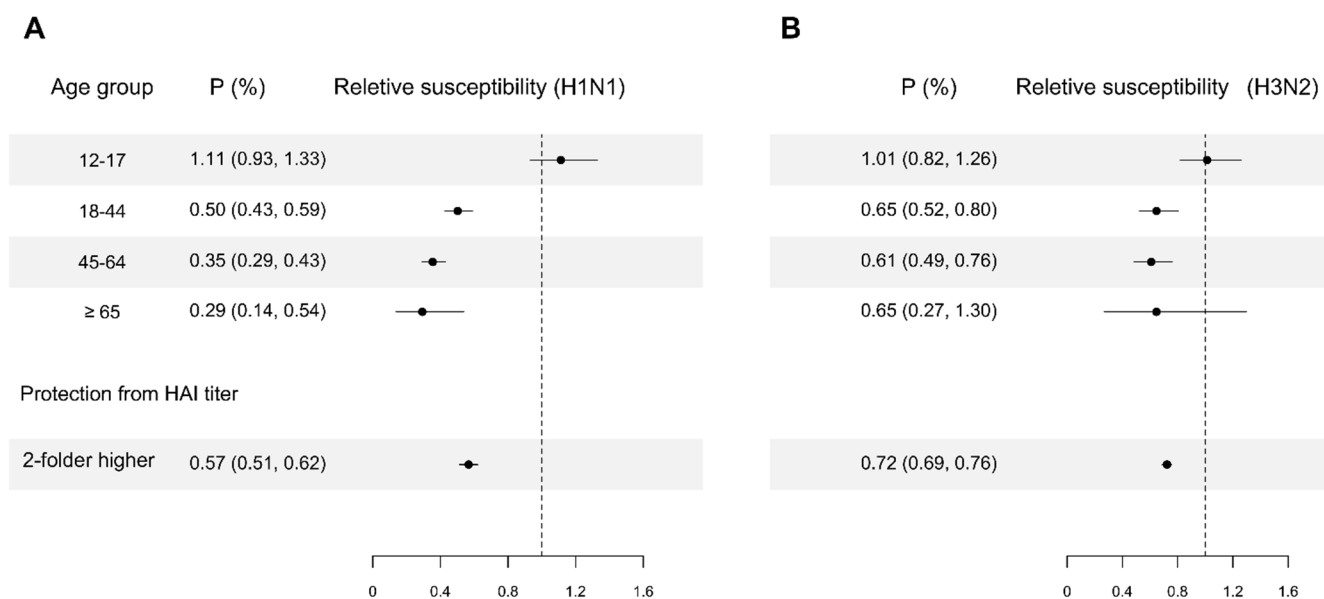 A
B
Age group P (%) Reletive susceptibility (H1N1)
P (%) Reletive susceptibility (H3N2)
12-17 1.11 (0.93, 1.33)
1.01 (0.82, 1.26)
18-44 0.50 (0.43, 0.59)
0.65 (0.52, 0.80)
45-64 0.35 (0.29, 0.43)
0.61 (0.49, 0.76)
≥ 65 0.29 (0.14, 0.54)
0.65 (0.27, 1.30)
Protection from HAI titer
2-folder higher 0.57 (0.51, 0.62)
0.72 (0.69, 0.76)
0 0.4 0.8 1.2 1.6
0 0.4 0.8 1.2 1.6